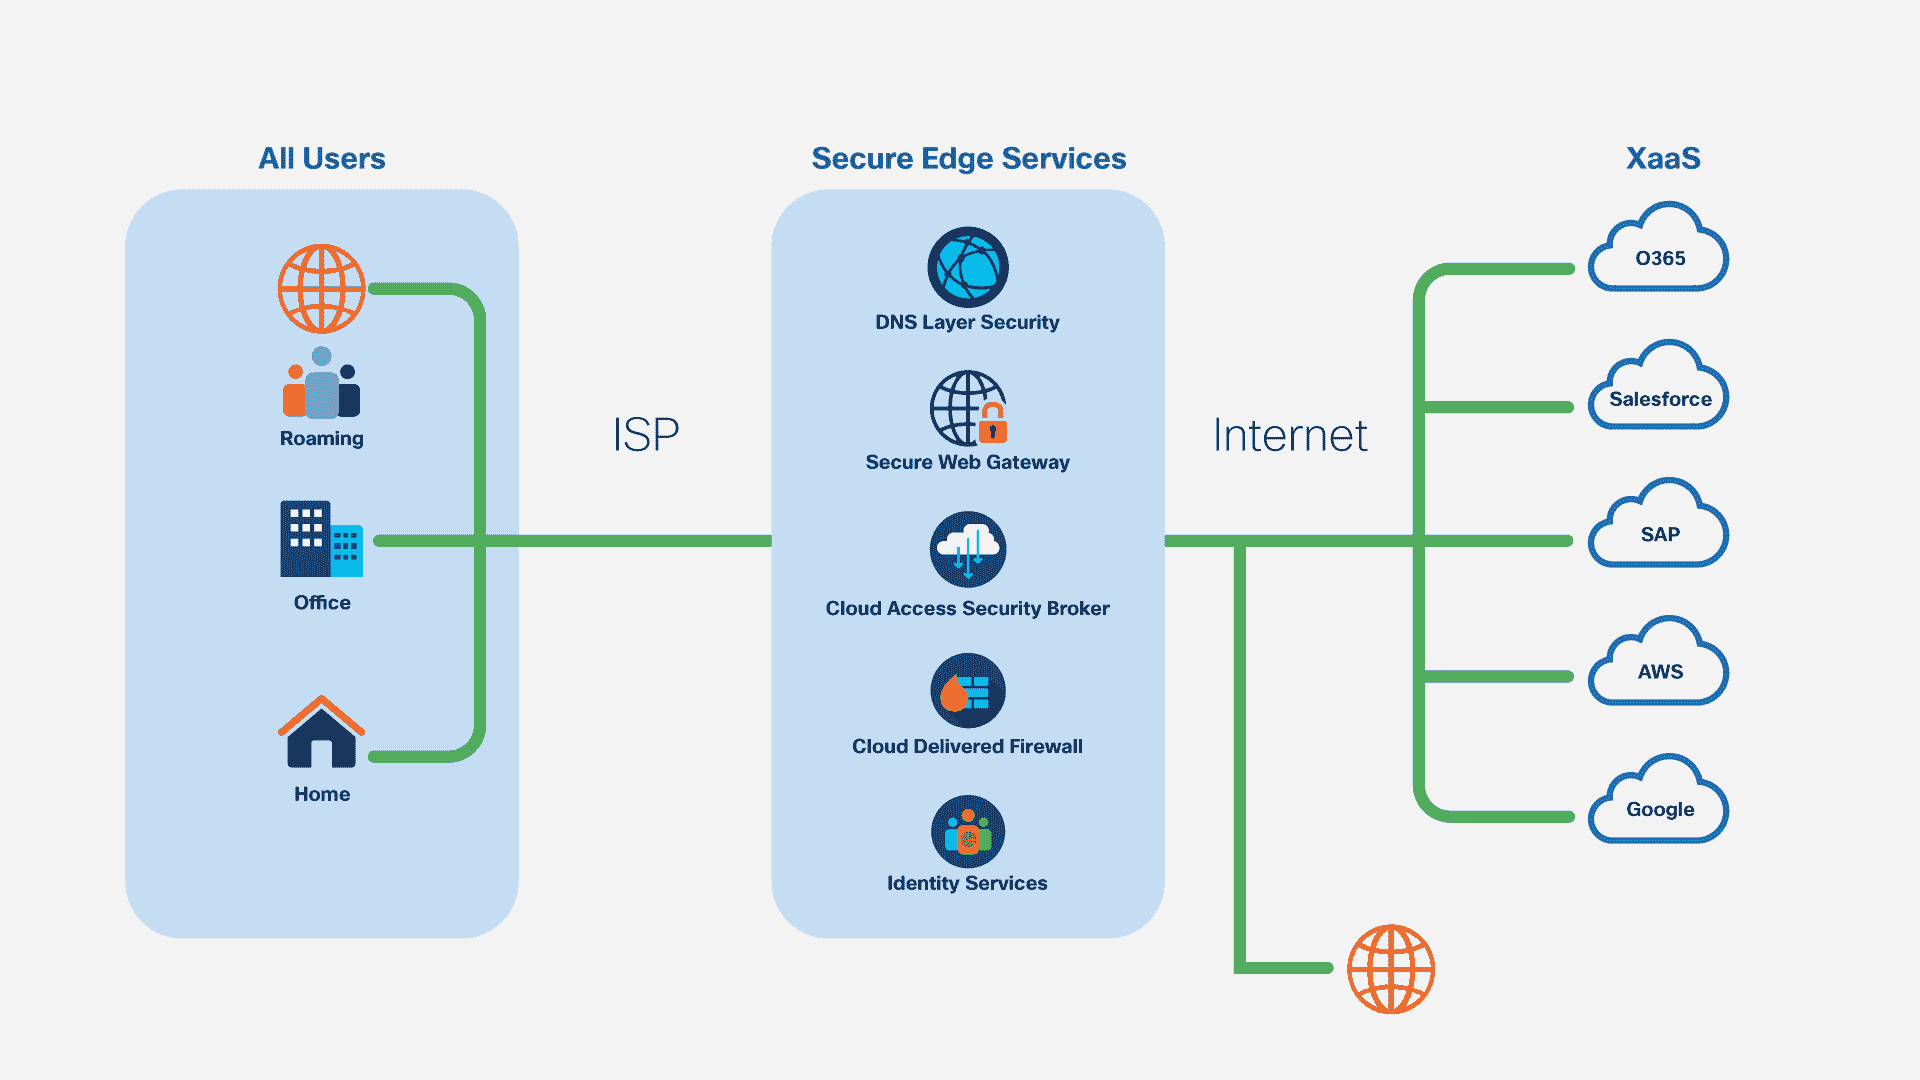 All Users
Roaming
Office
Home
ISP
Secure Edge Services
DNS Layer Security
Secure Web Gateway
Cloud Access Security Broker
Cloud Delivered Firewall
Identity Services
Internet
XaaS
O365
Salesforce
SAP
AWS
Google